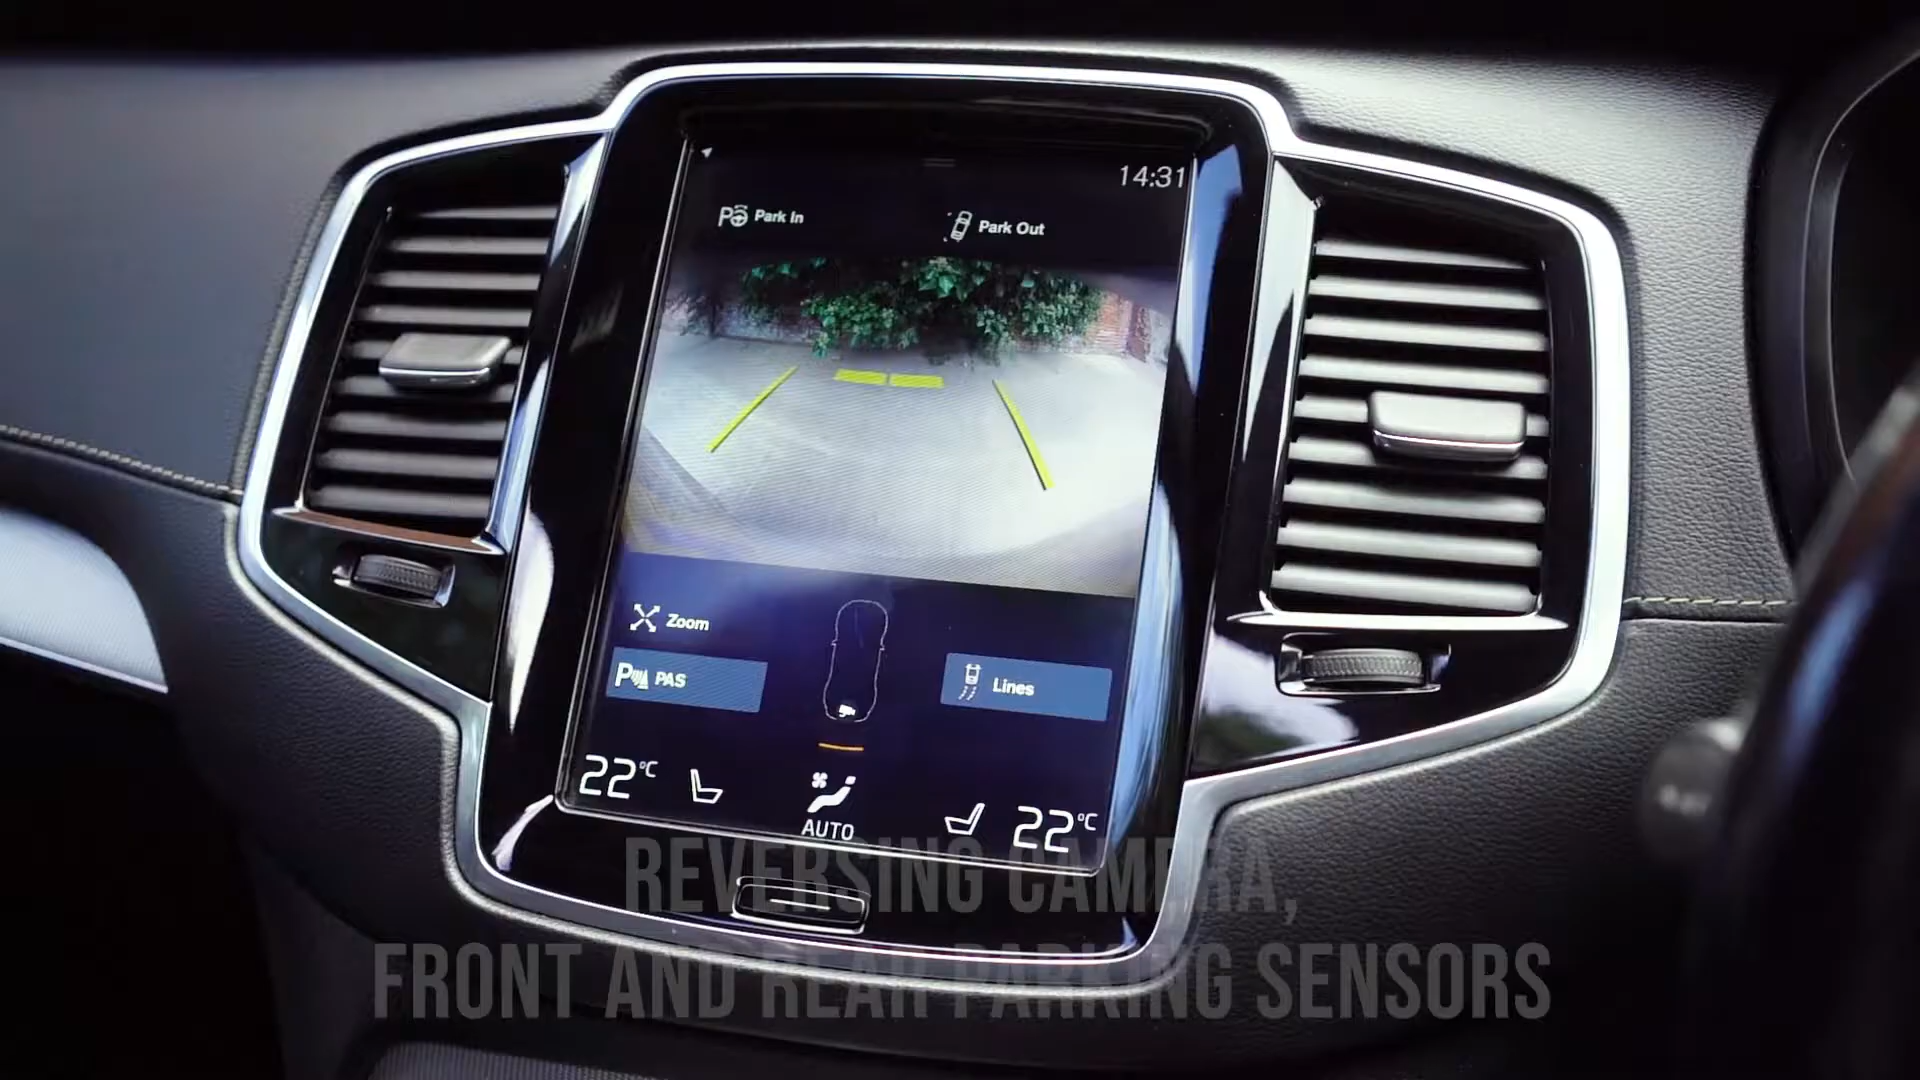 14:31
Park In
Park Out
Zoom
P PAS
Lines
22°C
AUTO
22°C
REVERSING CAMERA,
FRONT AND REAR PARKING SENSORS